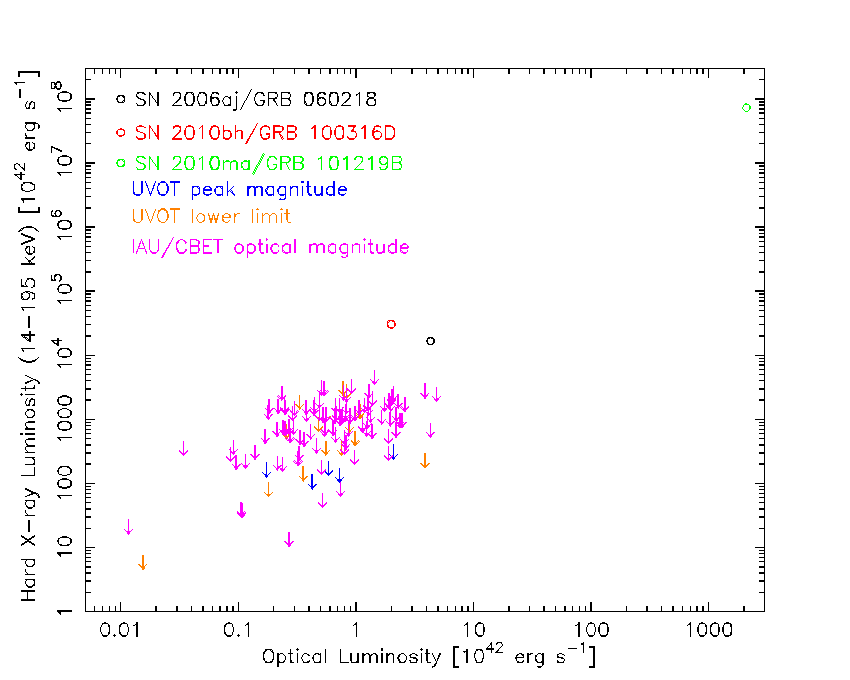 SN 2006aj/GRB 060218
SN 2010bh/GRB 100316D
SN 2010ma/GRB 101219B
UVOT peak magnitude
UVOT lower limit
IAU/CBET optical magnitude
Hard X-ray Luminosity (14-195 keV) [10^42 erg s^-1]
10^8
10^7
10^6
10^5
10^4
1000
100
10
1
0.01 0.1 1 10 100 1000
Optical Luminosity [10^42 erg s^-1]